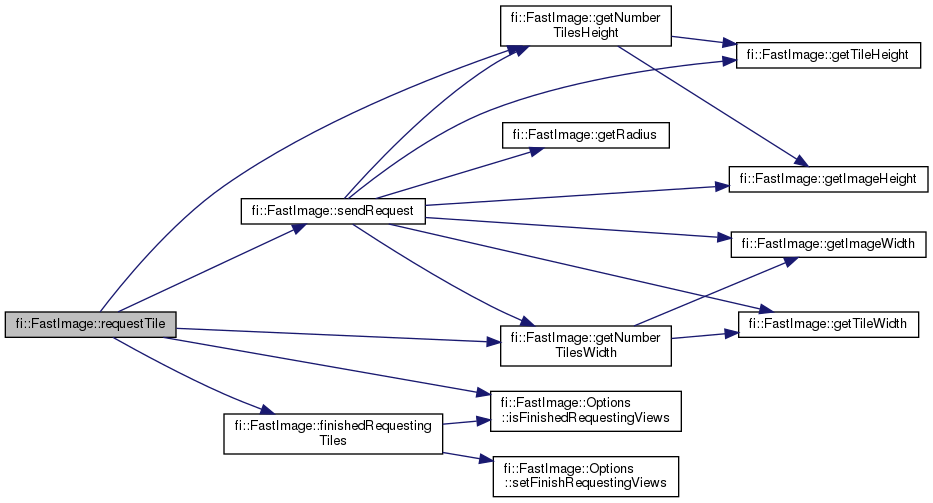 fi::FastImage::getNumber
TilesHeight
fi::FastImage::getTileHeight
fi::FastImage::getRadius
fi::FastImage::getImageHeight
fi::FastImage::sendRequest
fi::FastImage::getImageWidth
fi::FastImage::requestTile
fi::FastImage::getNumber
TilesWidth
fi::FastImage::getTileWidth
fi::FastImage::Options
::isFinishedRequestingViews
fi::FastImage::finishedRequesting
Tiles
fi::FastImage::Options
::setFinishRequestingViews